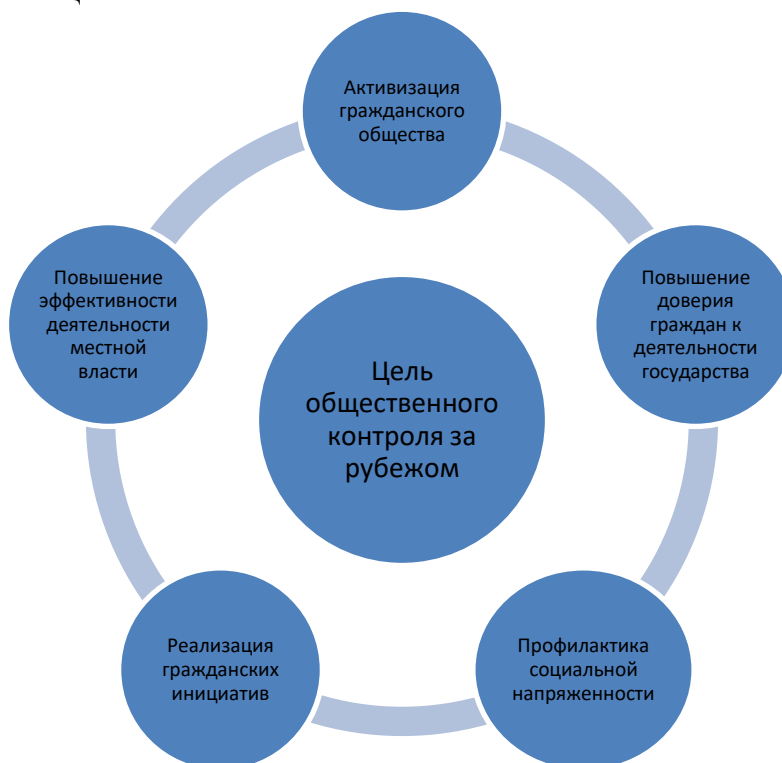 Активизация
гражданского
общества
Повышение
доверия
граждан к
деятельности
государства
Профилактика
социальной
напряженности
Реализация
гражданских
инициатив
Повышение
эффективности
деятельности
местной
власти
Цель
общественного
контроля за
рубежом